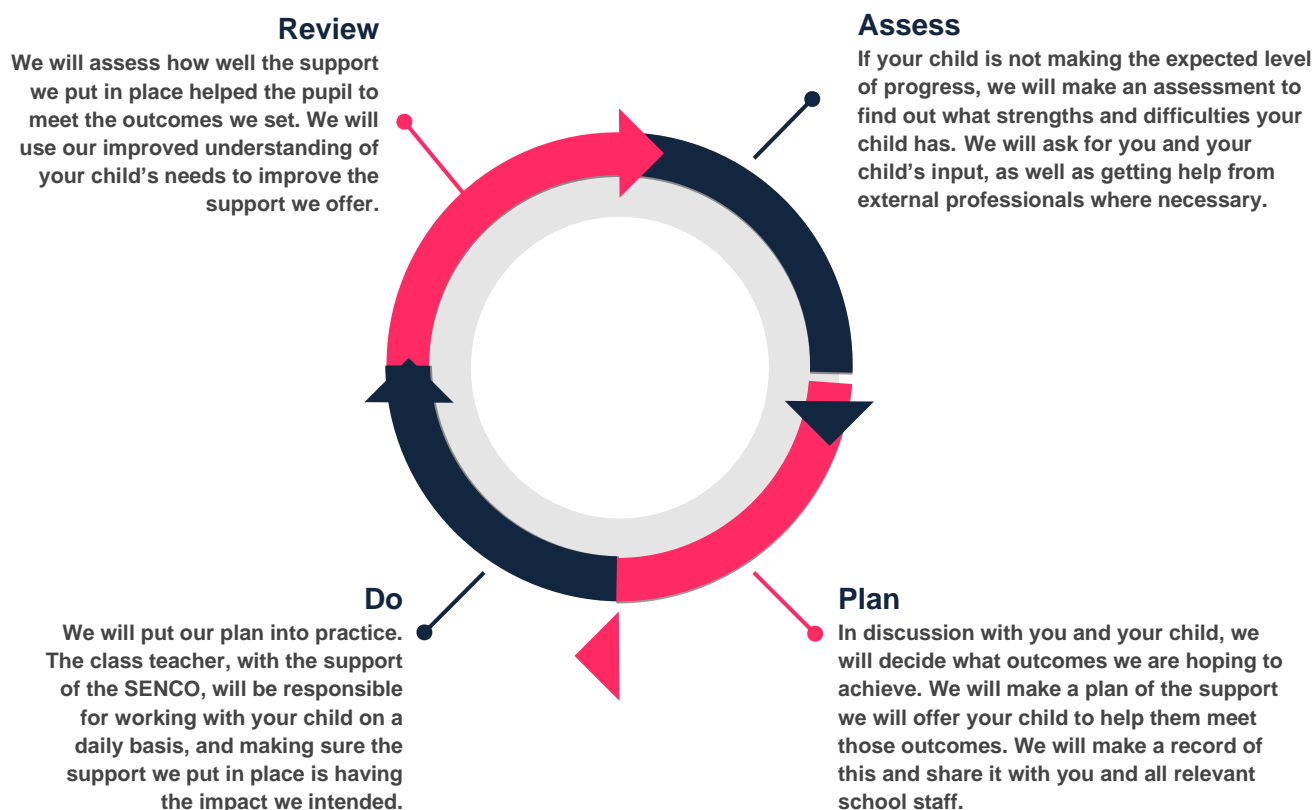 Review
We will assess how well the support
we put in place helped the pupil to
meet the outcomes we set. We will
use our improved understanding of
your child’s needs to improve the
support we offer.
Assess
If your child is not making the expected level
of progress, we will make an assessment to
find out what strengths and difficulties your
child has. We will ask for you and your
child’s input, as well as getting help from
external professionals where necessary.
Do
We will put our plan into practice.
The class teacher, with the support
of the SENCO, will be responsible
for working with your child on a
daily basis, and making sure the
support we put in place is having
the impact we intended.
Plan
In discussion with you and your child, we
will decide what outcomes we are hoping to
achieve. We will make a plan of the support
we will offer your child to help them meet
those outcomes. We will make a record of
this and share it with you and all relevant
school staff.